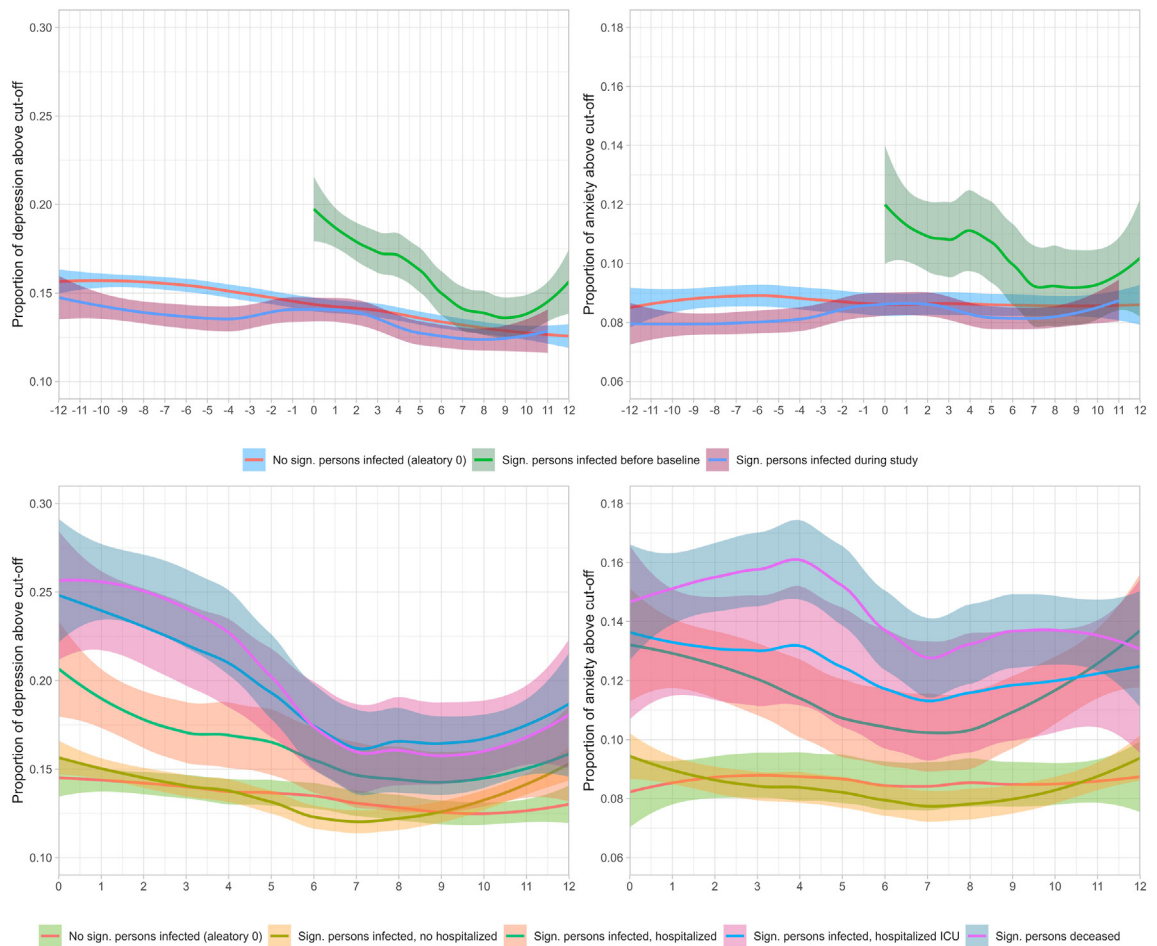 Proportion of depression above cut-off
0.30
0.25
0.20
0.15
0.10
-12 -11 -10 -9 -8 -7 -6 -5 -4 -3 -2 -1 0 1 2 3 4 5 6 7 8 9 10 11 12
Proportion of anxiety above cut-off
0.18
0.16
0.14
0.12
0.10
0.08
0.06
-12 -11 -10 -9 -8 -7 -6 -5 -4 -3 -2 -1 0 1 2 3 4 5 6 7 8 9 10 11 12
No sign. persons infected (aleatory 0) Sign. persons infected before baseline Sign. persons infected during study
Proportion of depression above cut-off
0.30
0.25
0.20
0.15
0.10
0 1 2 3 4 5 6 7 8 9 10 11 12
Proportion of anxiety above cut-off
0.18
0.16
0.14
0.12
0.10
0.08
0.06
0 1 2 3 4 5 6 7 8 9 10 11 12
No sign. persons infected (aleatory 0) Sign. persons infected, no hospitalized Sign. persons infected, hospitalized Sign. persons infected, hospitalized ICU Sign. persons deceased